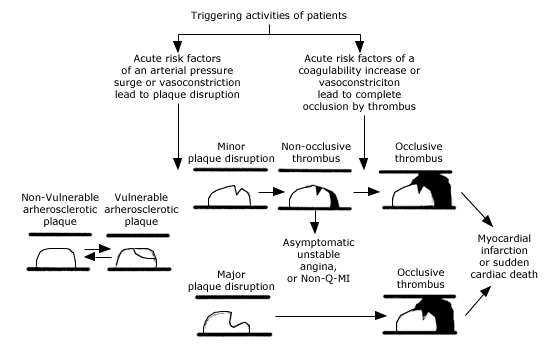 Triggering activities of patients
Acute risk factors
of an arterial pressure
surge or vasoconstriction
lead to plaque disruption
Acute risk factors of a
coagulability increase or
vasoconstriciton
lead to complete
occlusion by thrombus
Minor
plaque disruption
Non-occlusive
thrombus
Occlusive
thrombus
Non-Vulnerable
arherosclerotic
plaque
Vulnerable
arherosclerotic
plaque
Asymptomatic
unstable
angina,
or Non-Q-MI
Myocardial
infarction
or sudden
cardiac death
Major
plaque disruption
Occlusive
thrombus